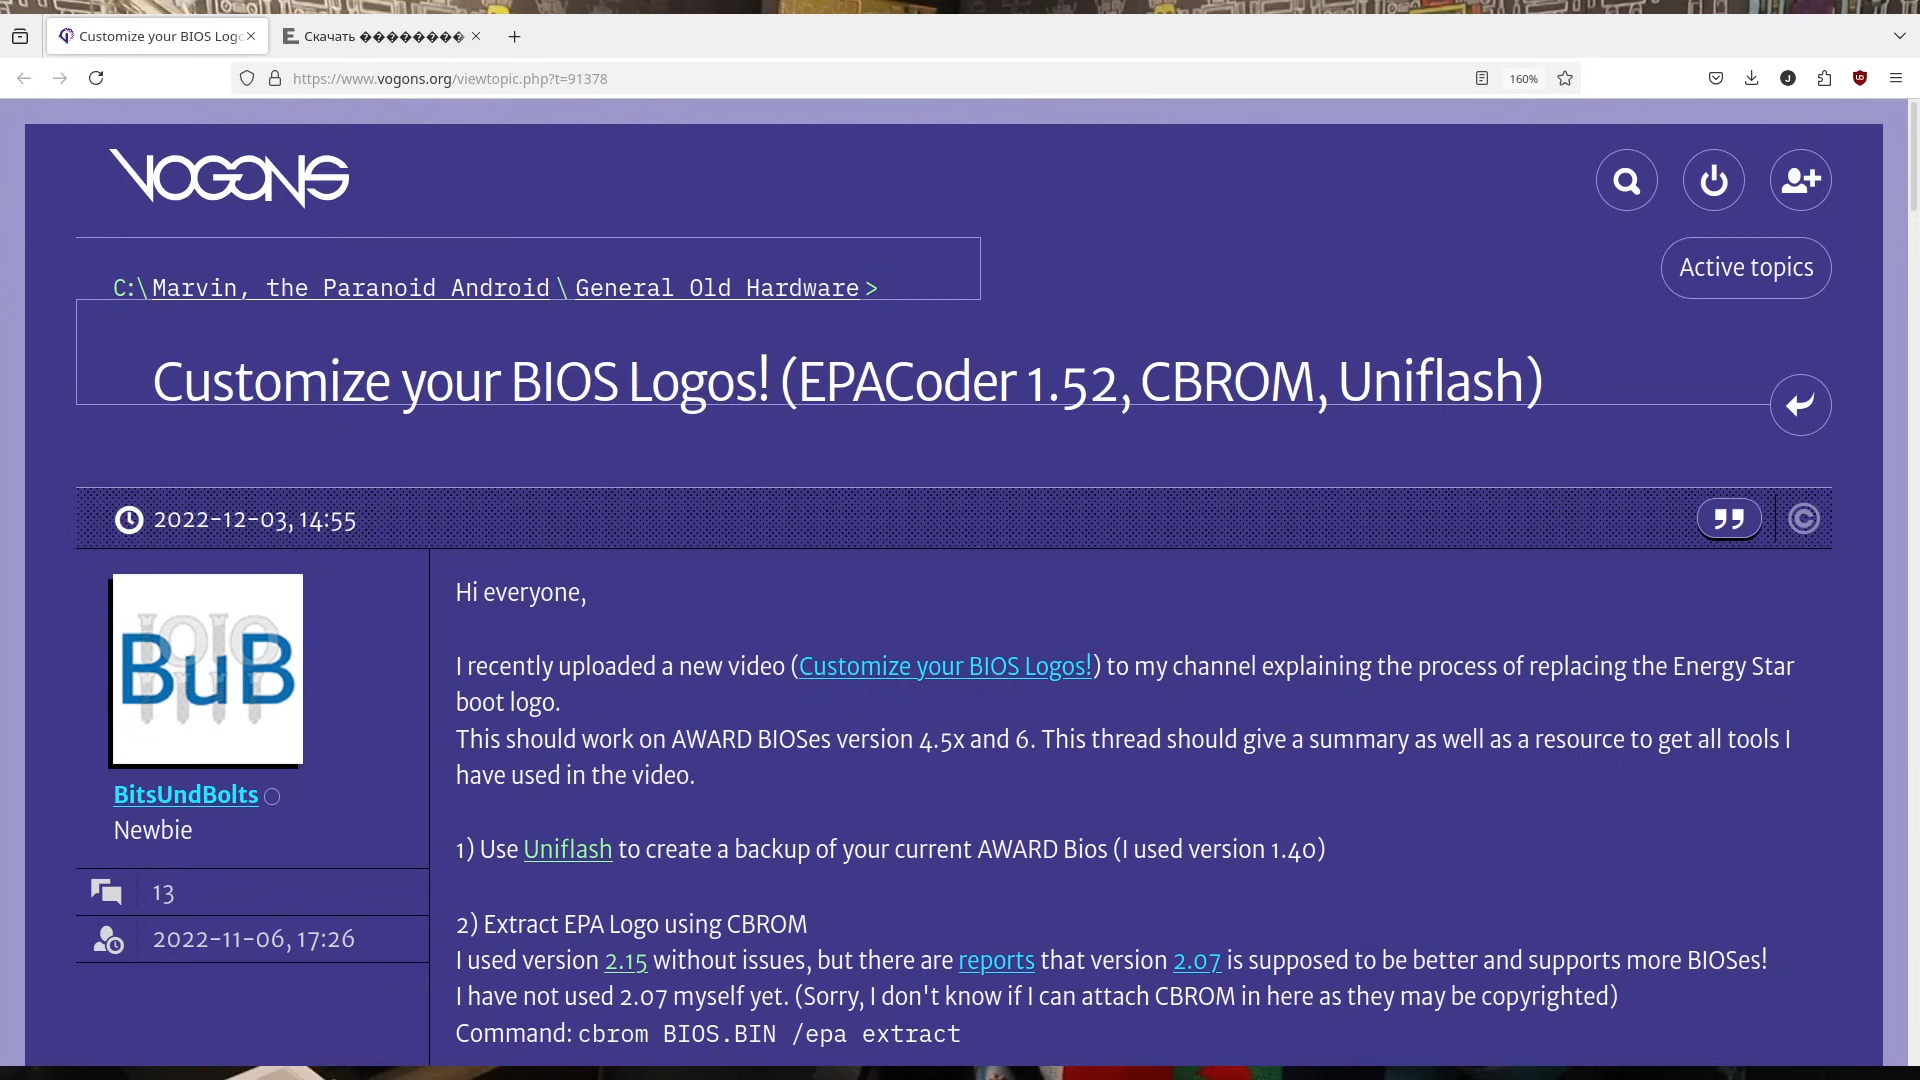 Customize your BIOS Logo
Скачать ��������
https://www.vogons.org/viewtopic.php?t=91378
160%
VOGONS
C:\Marvin, the Paranoid Android\General Old Hardware>
Active topics
Customize your BIOS Logos! (EPACoder 1.52, CBROM, Uniflash)
2022-12-03, 14:55
BuB
BitsUndBolts
Newbie
13
2022-11-06, 17:26
Hi everyone,
I recently uploaded a new video (Customize your BIOS Logos!) to my channel explaining the process of replacing the Energy Star
boot logo.
This should work on AWARD BIOSes version 4.5x and 6. This thread should give a summary as well as a resource to get all tools I
have used in the video.
1) Use Uniflash to create a backup of your current AWARD Bios (I used version 1.40)
2) Extract EPA Logo using CBROM
I used version 2.15 without issues, but there are reports that version 2.07 is supposed to be better and supports more BIOSes!
I have not used 2.07 myself yet. (Sorry, I don't know if I can attach CBROM in here as they may be copyrighted)
Command: cbrom BIOS.BIN /epa extract